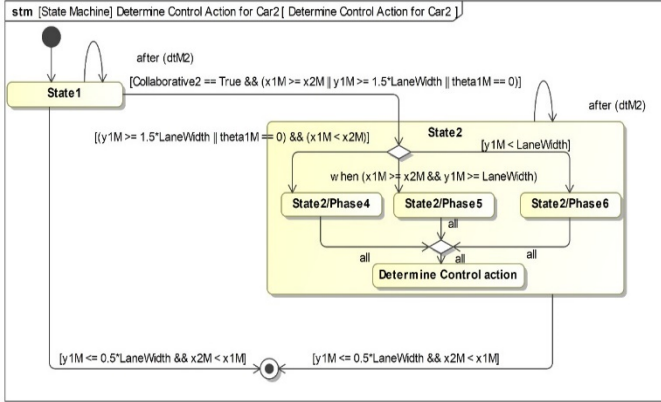 stm [State Machine] Determine Control Action for Car2 [ Determine Control Action for Car2 ]
after (dtM2)
[Collaborative2 == True && (x1M >= x2M || y1M >= 1.5*LaneWidth || theta1M == 0)]
State1
after (dtM2)
State2
[(y1M >= 1.5*LaneWidth || theta1M == 0) && (x1M < x2M)]
[y1M < LaneWidth]
when (x1M >= x2M && y1M >= LaneWidth)
State2/Phase4
State2/Phase5
State2/Phase6
all
all
all
all
Determine Control action
[y1M <= 0.5*LaneWidth && x2M < x1M]
[y1M <= 0.5*LaneWidth && x2M < x1M]